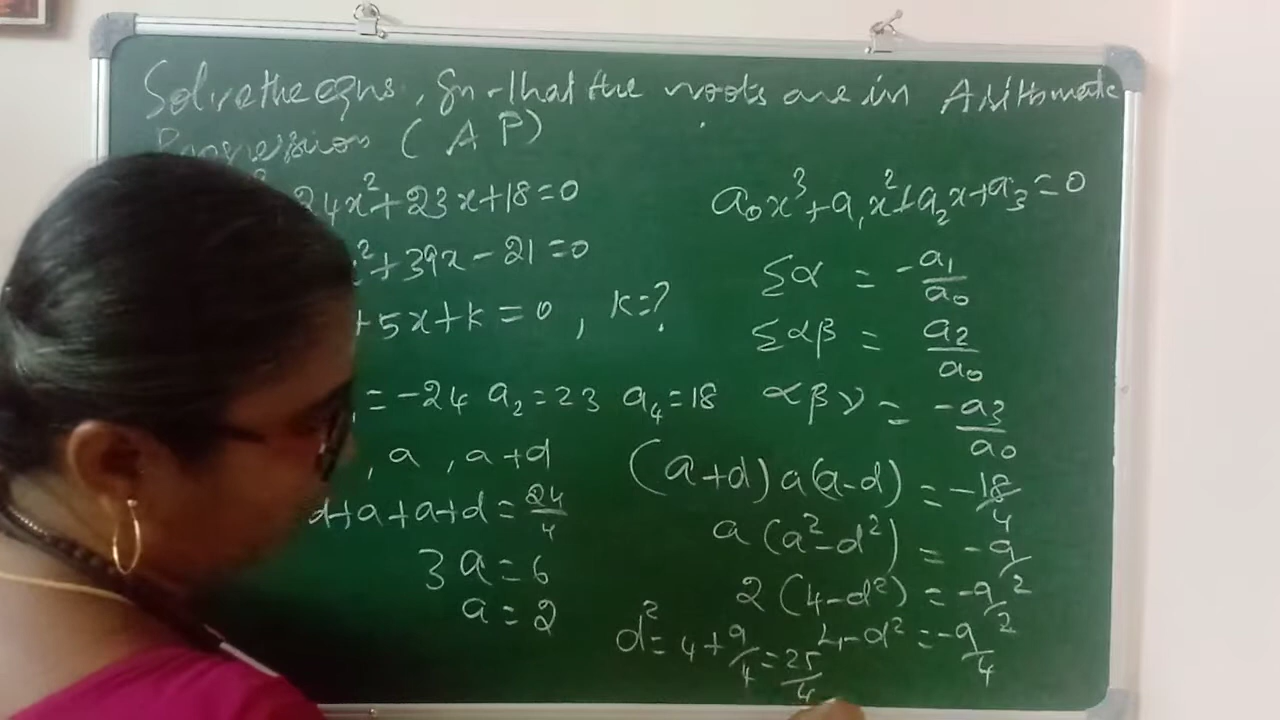 Solve the eqns, Gn that the roots are in Arithmetic
Progression (AP)
24x²+23x+18=0
x²+39x-21=0
+5x+k=0, k=?
₁=-24 a₂=23 a₄=18
, a, a+d
d+a+a+d=24/4
3a=6
a=2
a₀x³+a₁x²+a₂x+a₃=0
Σα = -a₁/a₀
Σαβ = a₂/a₀
αβγ = -a₃/a₀
(a+d)a(a-d) = -18/4
a(a²-d²) = -9/2
2(4-d²) = -9/2
4-d² = -9/4
d²=4+9/4=25/4